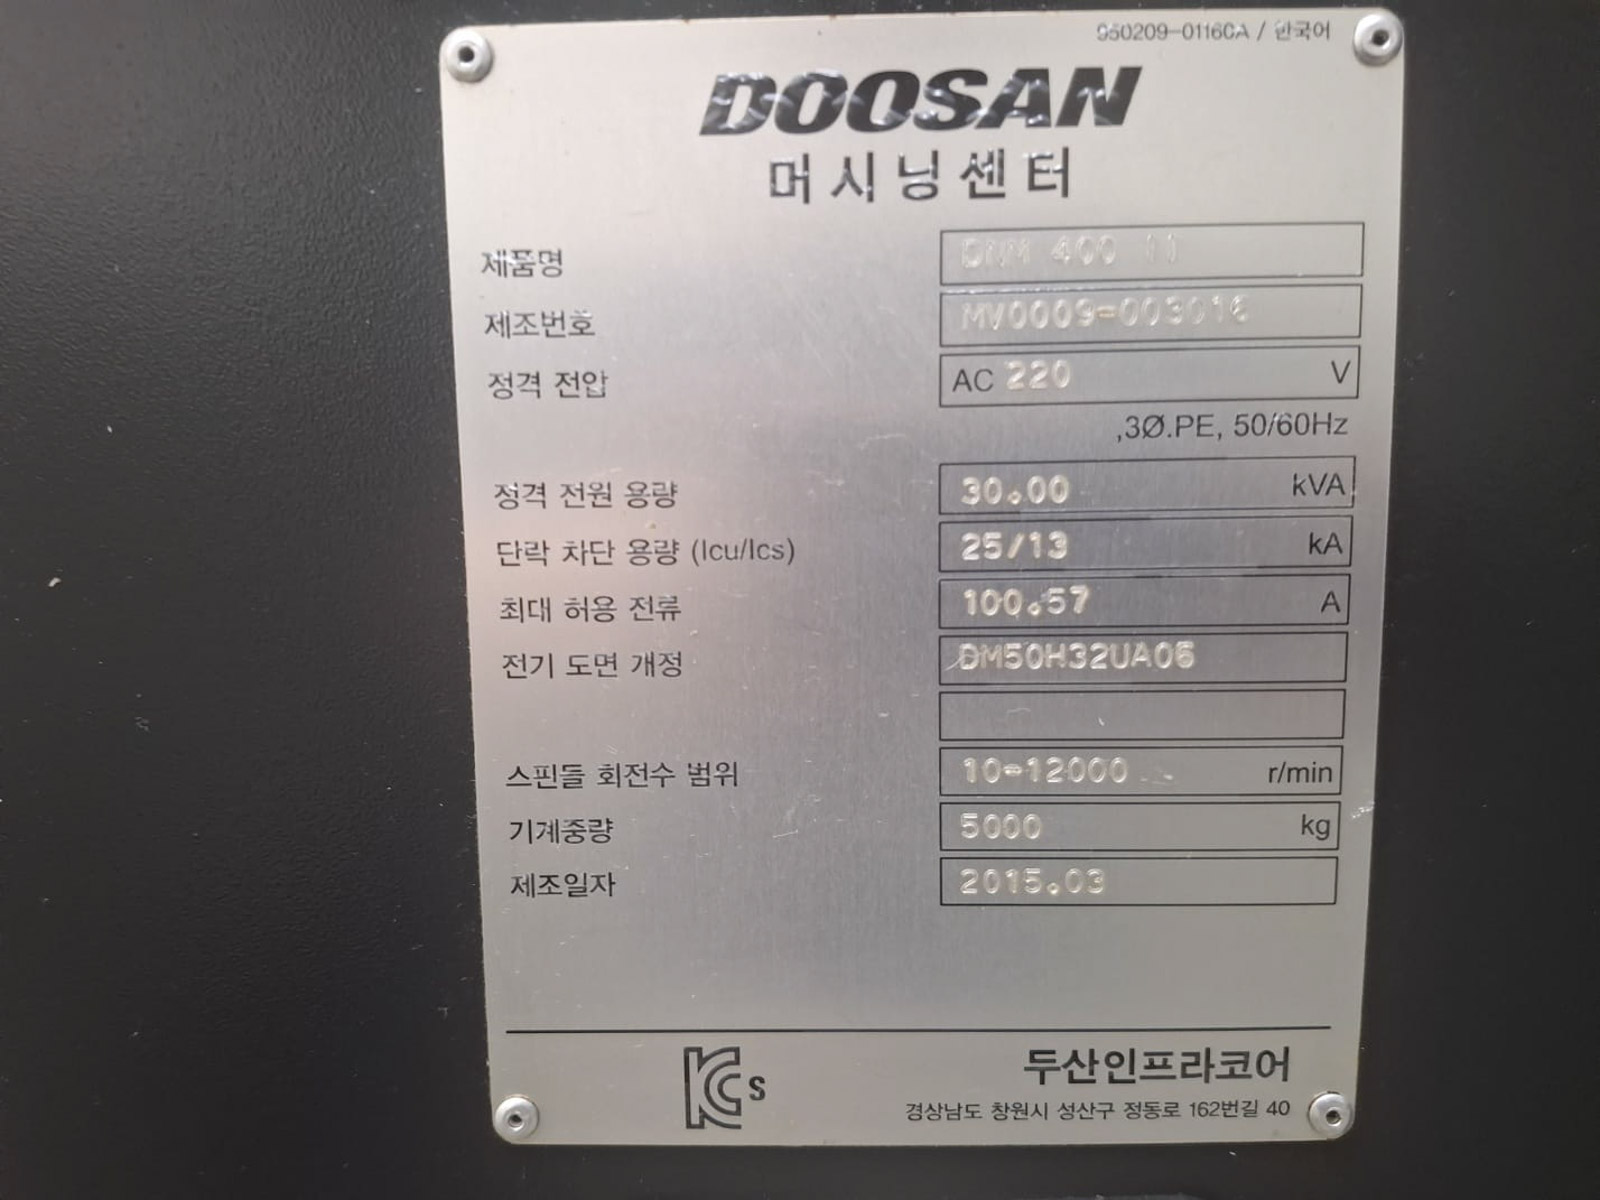 950209-0116CA / 한국어
DOOSAN
머시닝센터
제품명 DNM 400 II
제조번호 MV0009-003016
정격 전압 AC 220 V
,3Ø.PE, 50/60Hz
정격 전원 용량 30.00 kVA
단락 차단 용량 (Icu/Ics) 25/13 kA
최대 허용 전류 100.57 A
전기 도면 개정 DM50H32UA06
스핀들 회전수 범위 10-12000 r/min
기계중량 5000 kg
제조일자 2015.03
KC s
두산인프라코어
경상남도 창원시 성산구 정동로 162번길 40